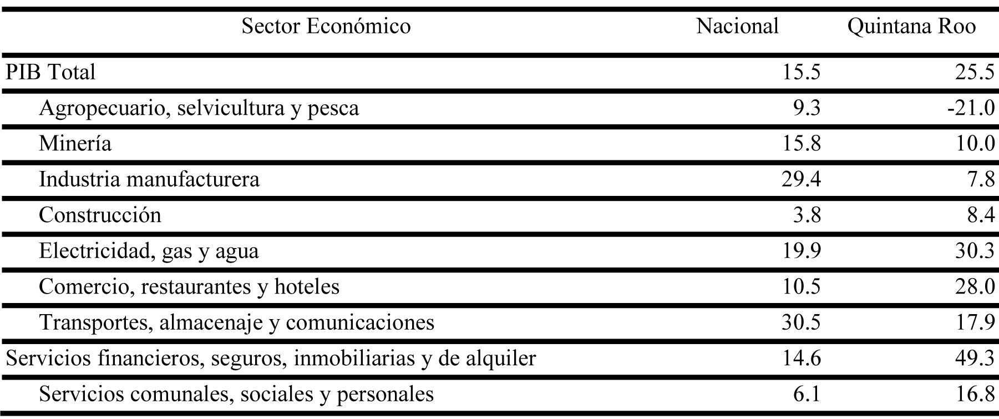 Sector Económico Nacional Quintana Roo
PIB Total 15.5 25.5
Agropecuario, selvicultura y pesca 9.3 -21.0
Minería 15.8 10.0
Industria manufacturera 29.4 7.8
Construcción 3.8 8.4
Electricidad, gas y agua 19.9 30.3
Comercio, restaurantes y hoteles 10.5 28.0
Transportes, almacenaje y comunicaciones 30.5 17.9
Servicios financieros, seguros, inmobiliarias y de alquiler 14.6 49.3
Servicios comunales, sociales y personales 6.1 16.8